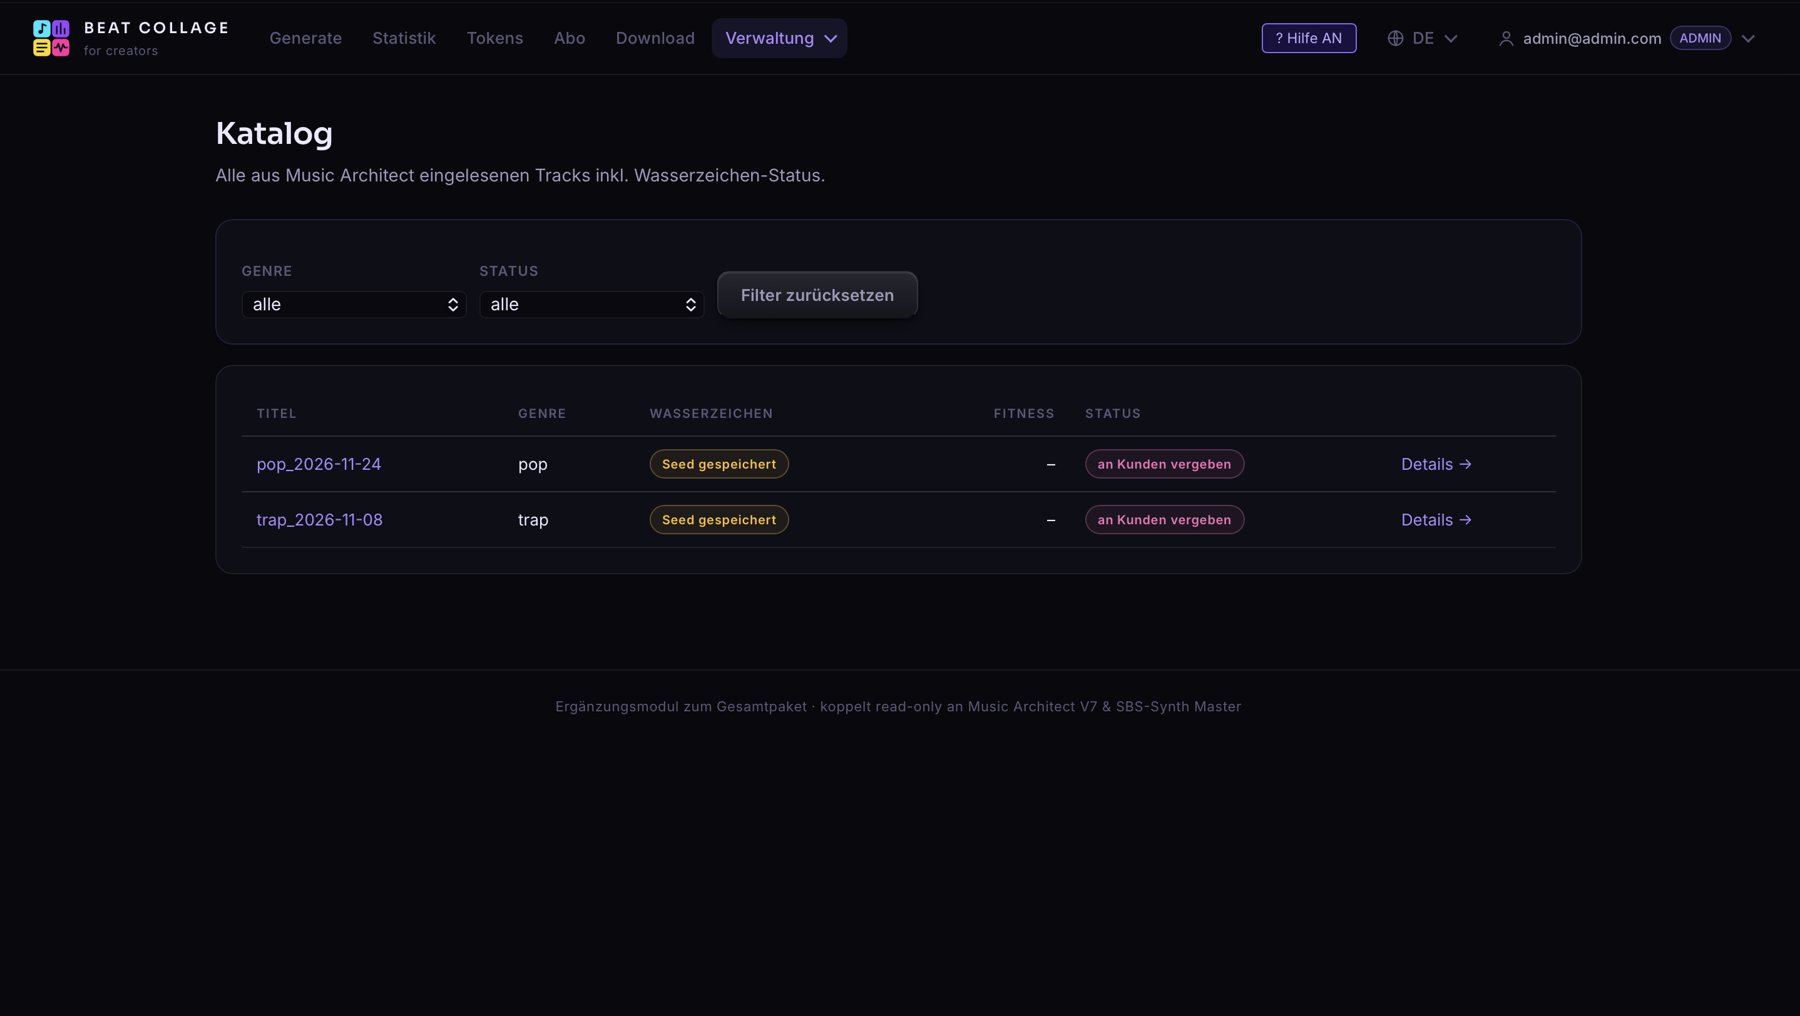 BEAT COLLAGE
for creators
Generate Statistik Tokens Abo Download Verwaltung
? Hilfe AN DE admin@admin.com ADMIN
Katalog
Alle aus Music Architect eingelesenen Tracks inkl. Wasserzeichen-Status.
GENRE STATUS
alle alle Filter zurücksetzen
TITEL GENRE WASSERZEICHEN FITNESS STATUS
pop_2026-11-24 pop Seed gespeichert – an Kunden vergeben Details →
trap_2026-11-08 trap Seed gespeichert – an Kunden vergeben Details →
Ergänzungsmodul zum Gesamtpaket · koppelt read-only an Music Architect V7 & SBS-Synth Master